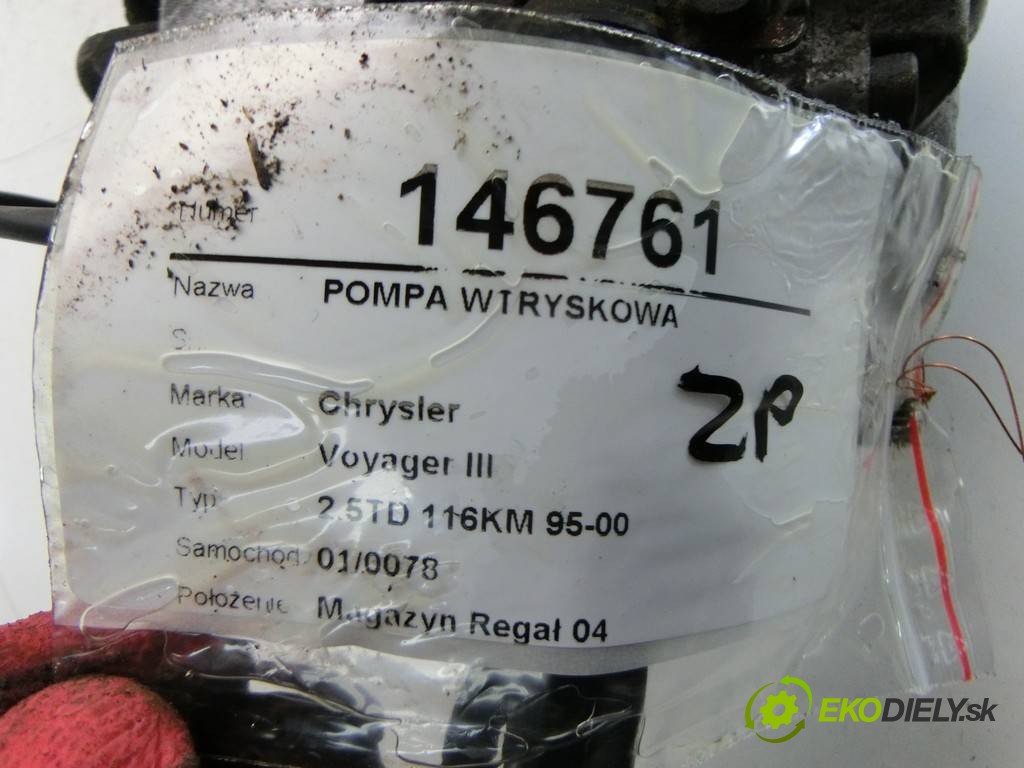 Numer 146761
Nazwa POMPA WTRYSKOWA
S
Marka Chrysler
ZP
Model Voyager III
Typ 2.5TD 116KM 95-00
Samochód 01/0078
Położenie Magazyn Regał 04
EKODIELY.sk